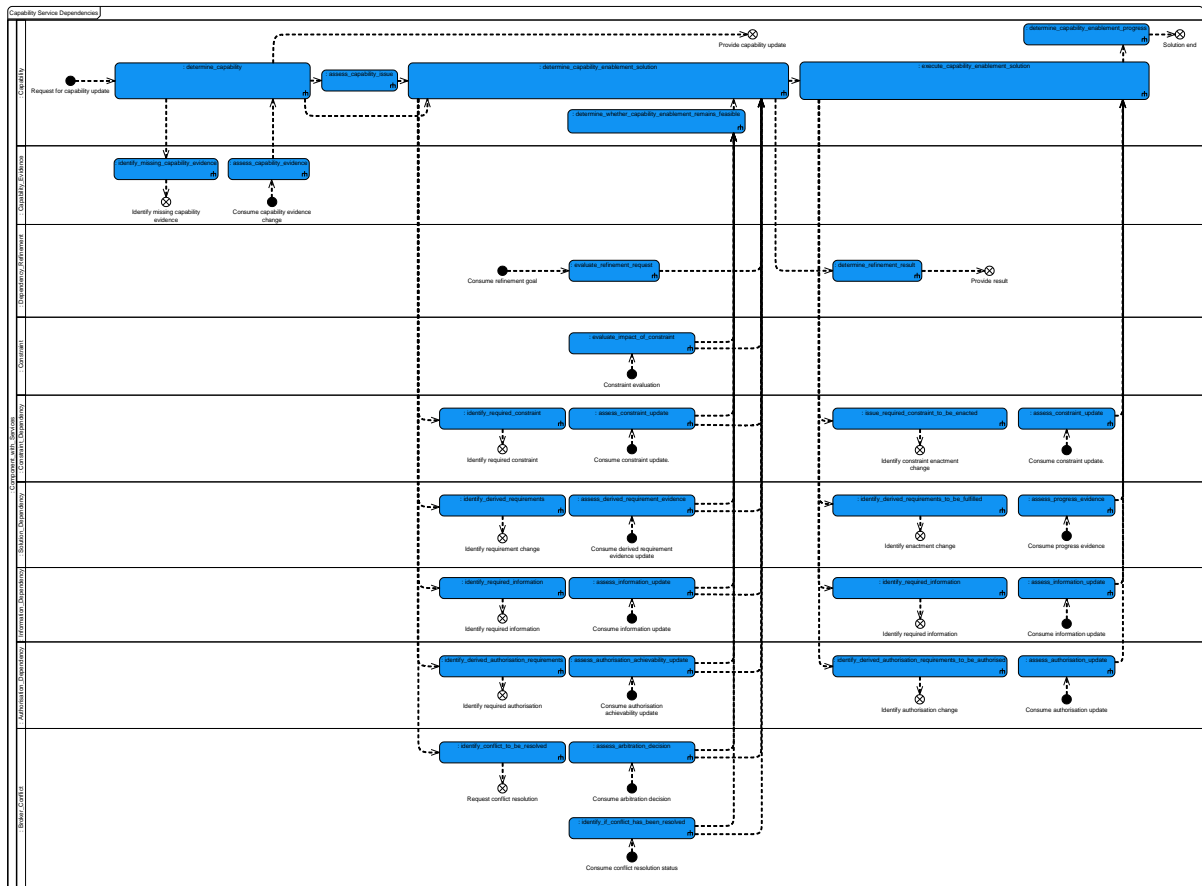 Capability Service Dependencies
: Component_with_Services
: Capability
: determine_capability_enablement_progress
Provide capability update
Solution end
: determine_capability
: assess_capability_issue
: determine_capability_enablement_solution
: execute_capability_enablement_solution
Request for capability update
determine_whether_capability_enablement_remains_feasible
: Capability_Evidence
: identify_missing_capability_evidence
: assess_capability_evidence
Identify missing capability
evidence
Consume capability evidence
change
: Dependency_Refinement
evaluate_refinement_request
determine_refinement_result
Consume refinement goal
Provide result
: Constraint
: evaluate_impact_of_constraint
Constraint evaluation
: Constraint_Dependency
: identify_required_constraint
: assess_constraint_update
: issue_required_constraint_to_be_enacted
: assess_constraint_update
Identify required constraint
Consume constraint update.
Identify constraint enactment
change
Consume constraint update.
: Solution_Dependency
: identify_derived_requirements
: assess_derived_requirement_evidence
: identify_derived_requirements_to_be_fulfilled
: assess_progress_evidence
Identify requirement change
Consume derived requirement
evidence update
Identify enactment change
Consume progress evidence
: Information_Dependency
: identify_required_information
: assess_information_update
: identify_required_information
: assess_information_update
Identify required information
Consume information update
Identify required information
Consume information update
: Authorisation_Dependency
: identify_derived_authorisation_requirements
assess_authorisation_achievability_update
: identify_derived_authorisation_requirements_to_be_authorised
: assess_authorisation_update
Identify required authorisation
Consume authorisation
achievability update
Identify authorisation change
Consume authorisation update
: Broker_Conflict
: identify_conflict_to_be_resolved
: assess_arbitration_decision
Request conflict resolution
Consume arbitration decision
: identify_if_conflict_has_been_resolved
Consume conflict resolution status